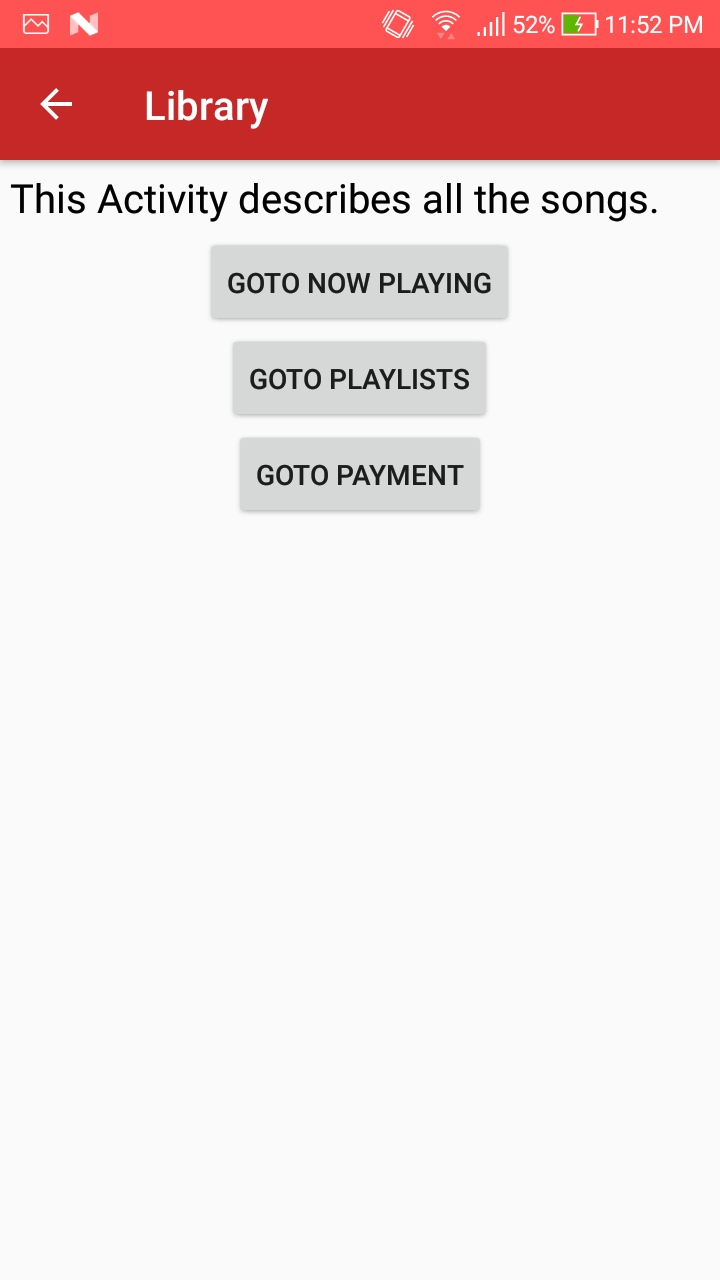 52% 11:52 PM
Library
This Activity describes all the songs.
GOTO NOW PLAYING
GOTO PLAYLISTS
GOTO PAYMENT